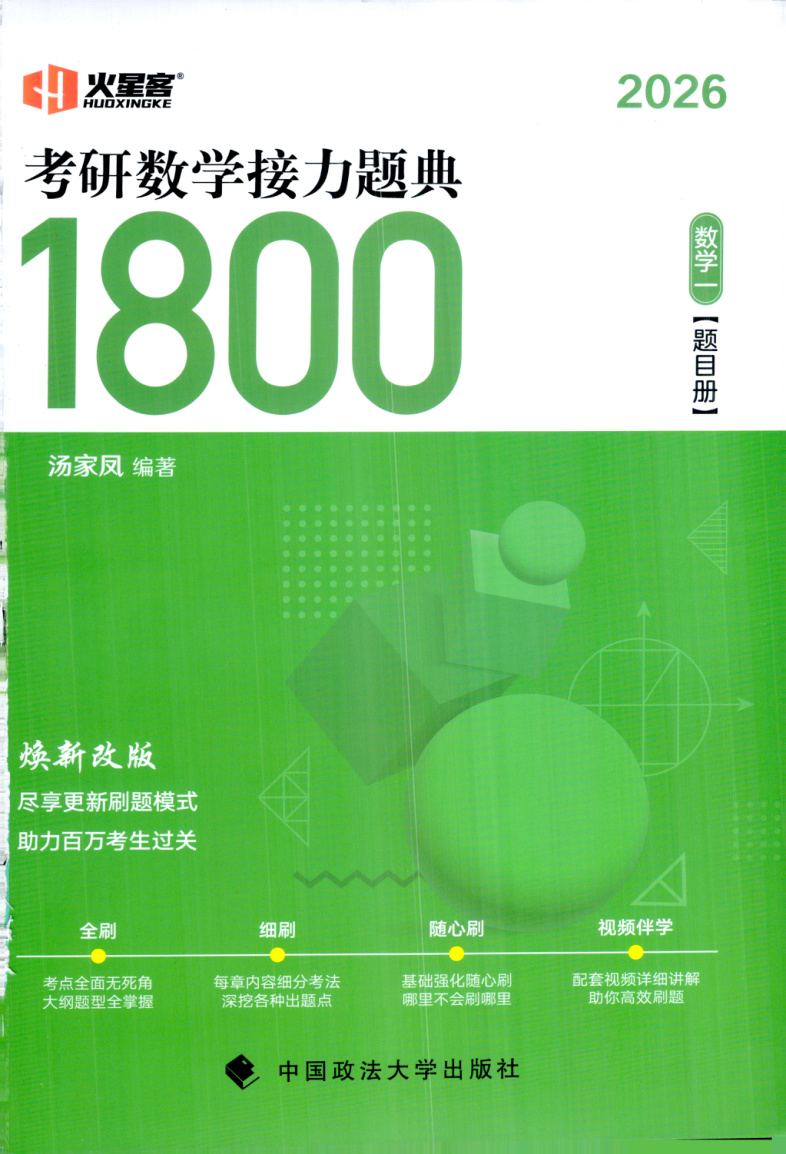 火星客®
HUOXINGKE
2026
考研数学接力题典
1800
数学一
【题目册】
汤家凤 编著
焕新改版
尽享更新刷题模式
助力百万考生过关
全刷
考点全面无死角
大纲题型全掌握
细刷
每章内容细分考法
深挖各种出题点
随心刷
基础强化随心刷
哪里不会刷哪里
视频伴学
配套视频详细讲解
助你高效刷题
中国政法大学出版社